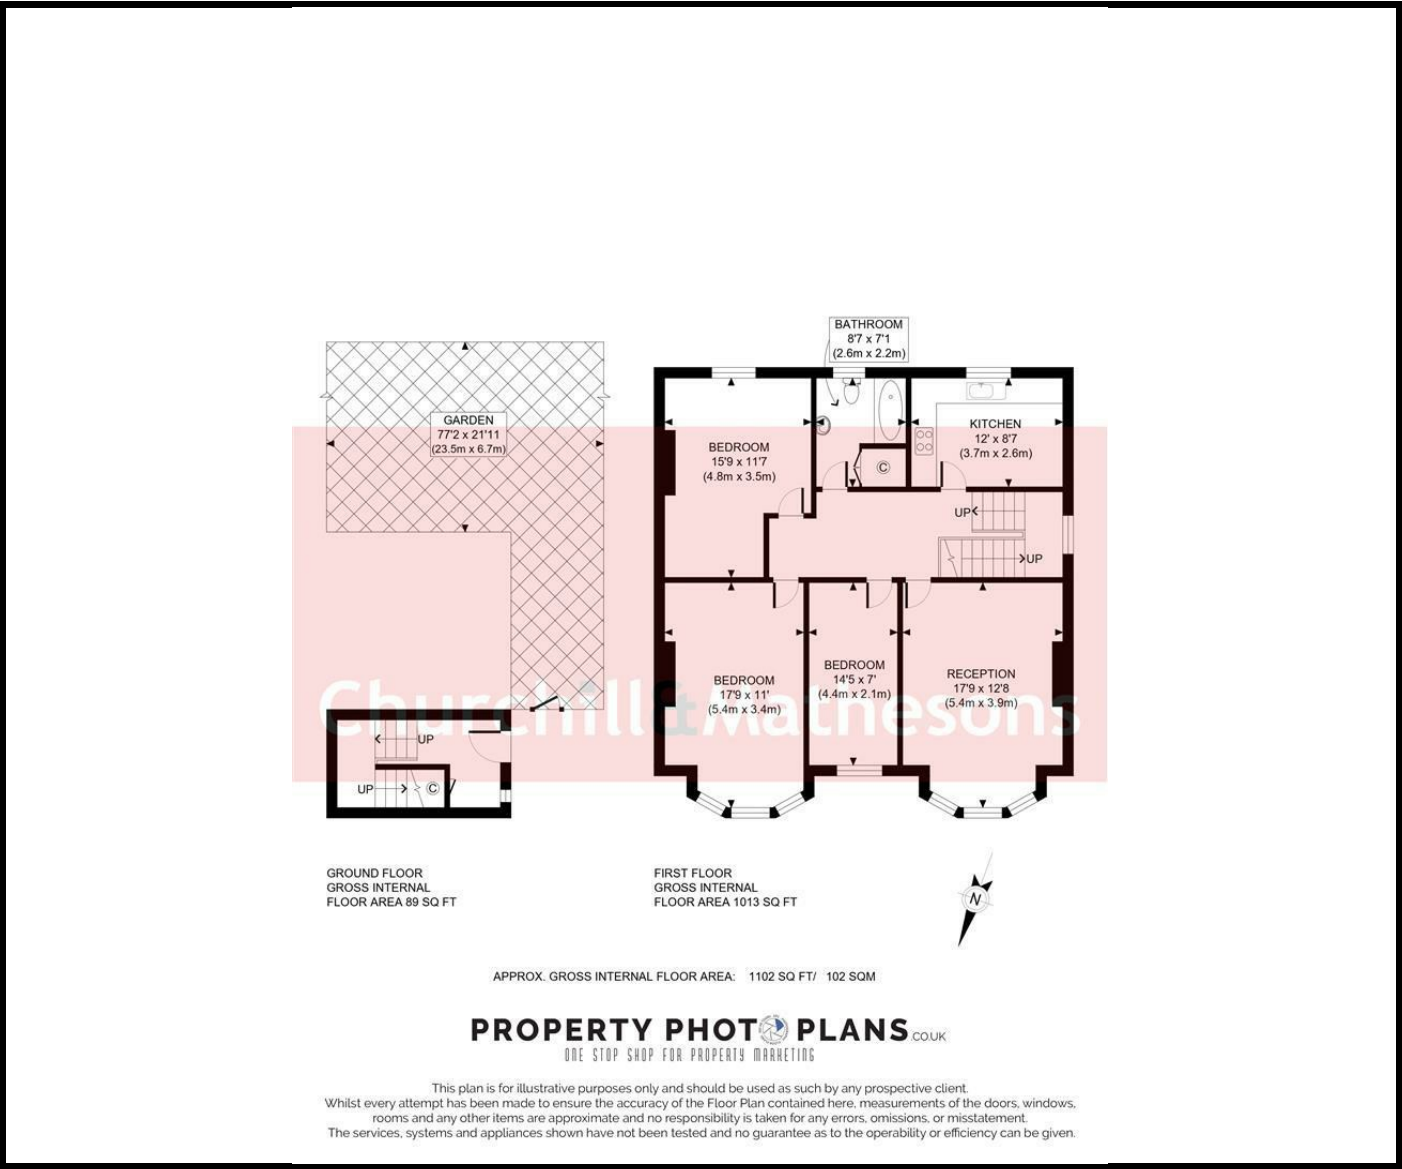 BATHROOM
8'7 x 7'1
(2.6m x 2.2m)
GARDEN
77'2 x 21'11
(23.5m x 6.7m)
BEDROOM
15'9 x 11'7
(4.8m x 3.5m)
KITCHEN
12' x 8'7
(3.7m x 2.6m)
C
UP
UP
BEDROOM
17'9 x 11'
(5.4m x 3.4m)
BEDROOM
14'5 x 7'
(4.4m x 2.1m)
RECEPTION
17'9 x 12'8
(5.4m x 3.9m)
Churchill&Mathesons
UP
UP
C
GROUND FLOOR
GROSS INTERNAL
FLOOR AREA 89 SQ FT
FIRST FLOOR
GROSS INTERNAL
FLOOR AREA 1013 SQ FT
N
APPROX. GROSS INTERNAL FLOOR AREA: 1102 SQ FT/ 102 SQM
PROPERTY PHOTO PLANS.CO.UK
ONE STOP SHOP FOR PROPERTY MARKETING
This plan is for illustrative purposes only and should be used as such by any prospective client.
Whilst every attempt has been made to ensure the accuracy of the Floor Plan contained here, measurements of the doors, windows,
rooms and any other items are approximate and no responsibility is taken for any errors, omissions, or misstatement.
The services, systems and appliances shown have not been tested and no guarantee as to the operability or efficiency can be given.